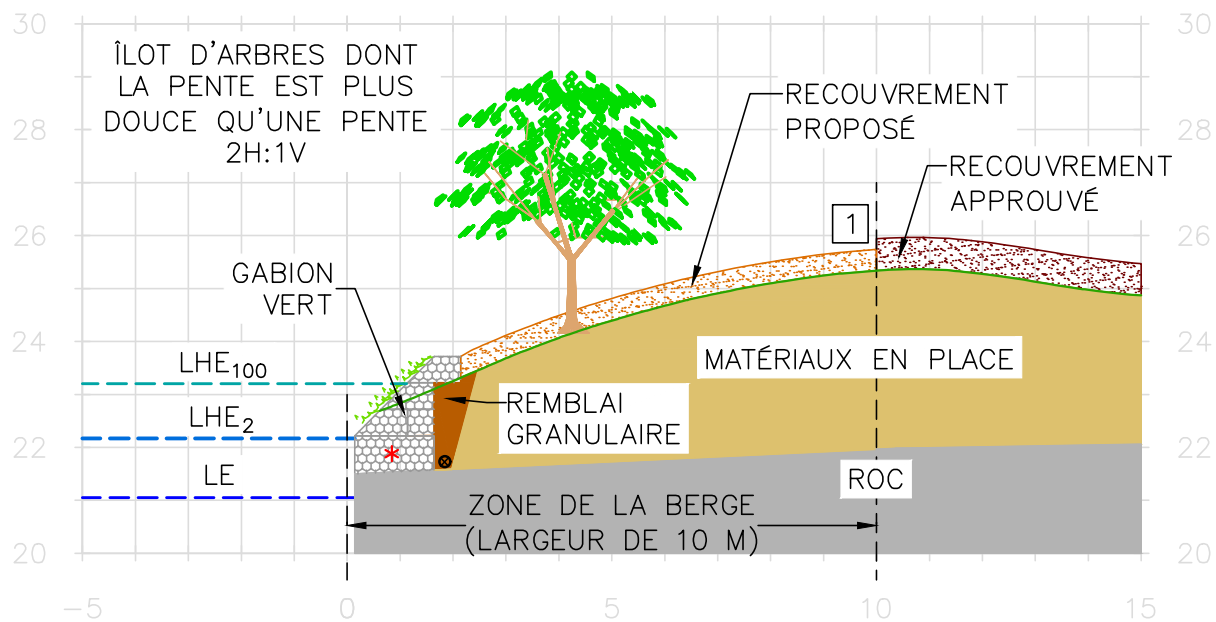 30
30
ÎLOT D'ARBRES DONT
LA PENTE EST PLUS
DOUCE QU'UNE PENTE
2H:1V
RECOUVREMENT
PROPOSÉ
28
28
RECOUVREMENT
APPROUVÉ
1
26
26
GABION
VERT
24
24
LHE100
MATÉRIAUX EN PLACE
LHE2
REMBLAI
GRANULAIRE
22
22
LE
ROC
ZONE DE LA BERGE
(LARGEUR DE 10 M)
20
20
-5
0
5
10
15